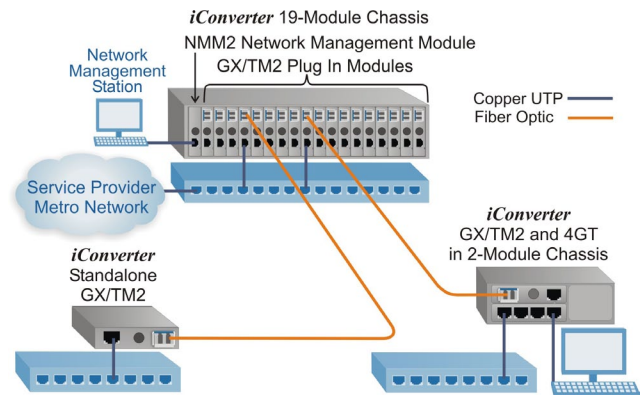 iConverter 19-Module Chassis
NMM2 Network Management Module
GX/TM2 Plug In Modules
Network
Management
Station
Copper UTP
Fiber Optic
Service Provider
Metro Network
iConverter
GX/TM2 and 4GT
in 2-Module Chassis
iConverter
Standalone
GX/TM2